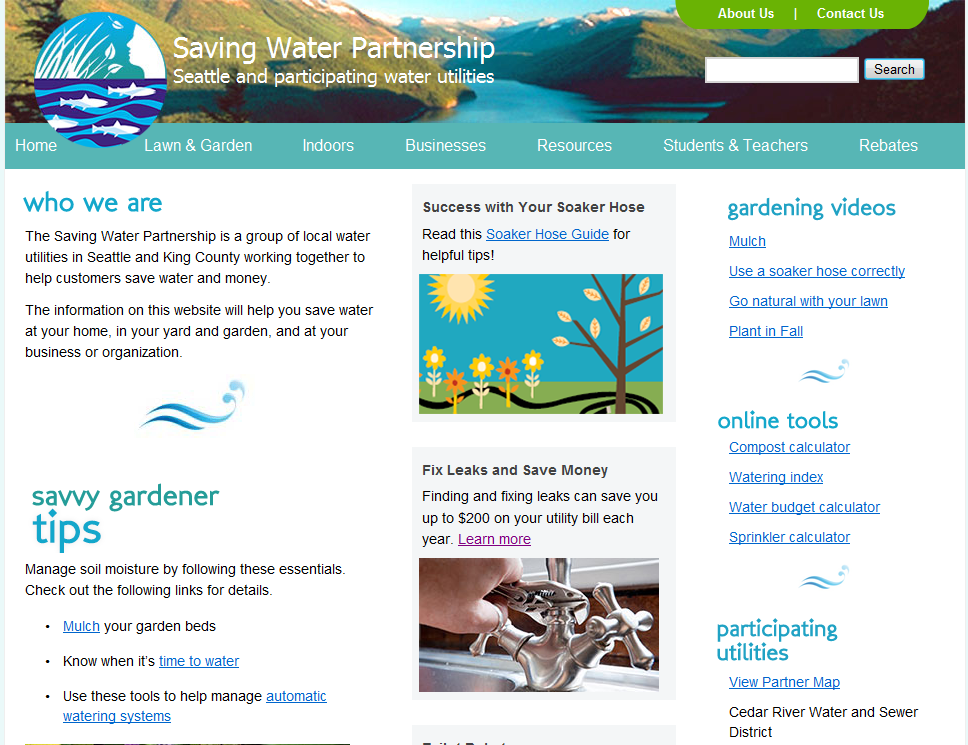 About Us | Contact Us
Saving Water Partnership
Seattle and participating water utilities
Search
Home Lawn & Garden Indoors Businesses Resources Students & Teachers Rebates
who we are
The Saving Water Partnership is a group of local water
utilities in Seattle and King County working together to
help customers save water and money.
The information on this website will help you save water
at your home, in your yard and garden, and at your
business or organization.
savvy gardener
tips
Manage soil moisture by following these essentials.
Check out the following links for details.
• Mulch your garden beds
• Know when it's time to water
• Use these tools to help manage automatic
watering systems
Success with Your Soaker Hose
Read this Soaker Hose Guide for
helpful tips!
Fix Leaks and Save Money
Finding and fixing leaks can save you
up to $200 on your utility bill each
year. Learn more
gardening videos
Mulch
Use a soaker hose correctly
Go natural with your lawn
Plant in Fall
online tools
Compost calculator
Watering index
Water budget calculator
Sprinkler calculator
participating
utilities
View Partner Map
Cedar River Water and Sewer
District